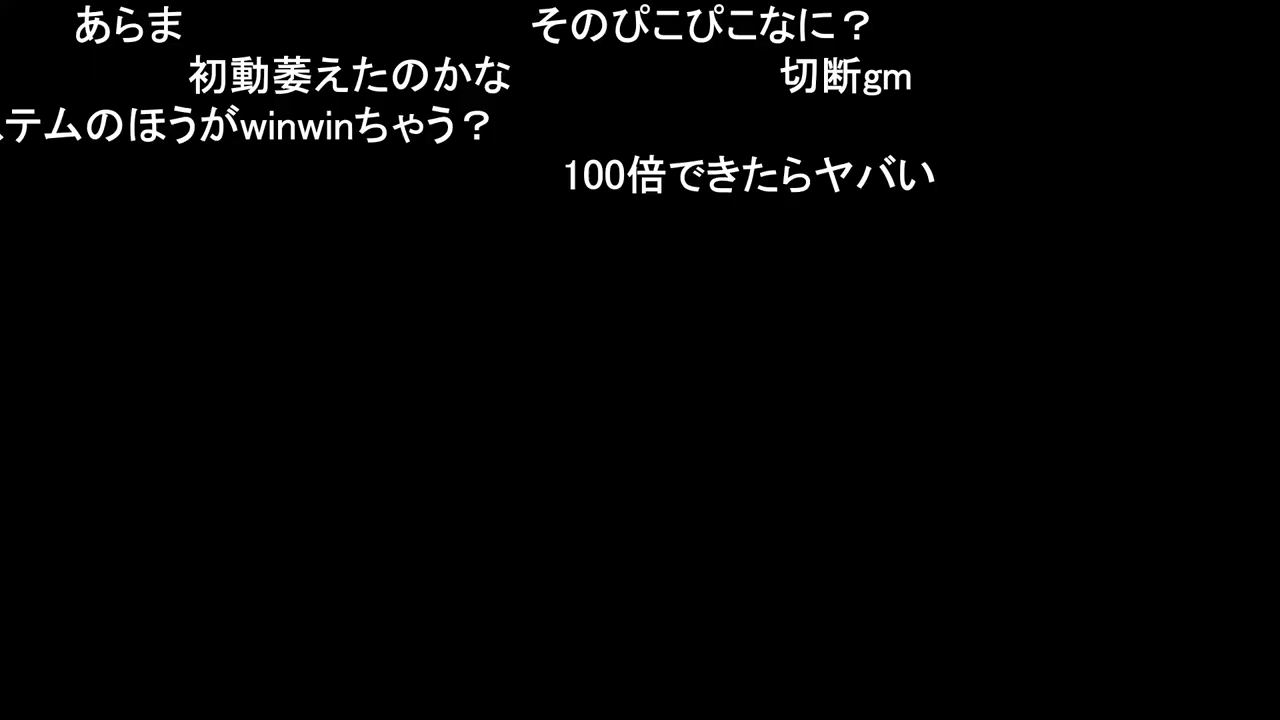 あらま
そのぴこぴこなに？
初動萎えたのかな
切断gm
ステムのほうがwinwinちゃう？
100倍できたらヤバい